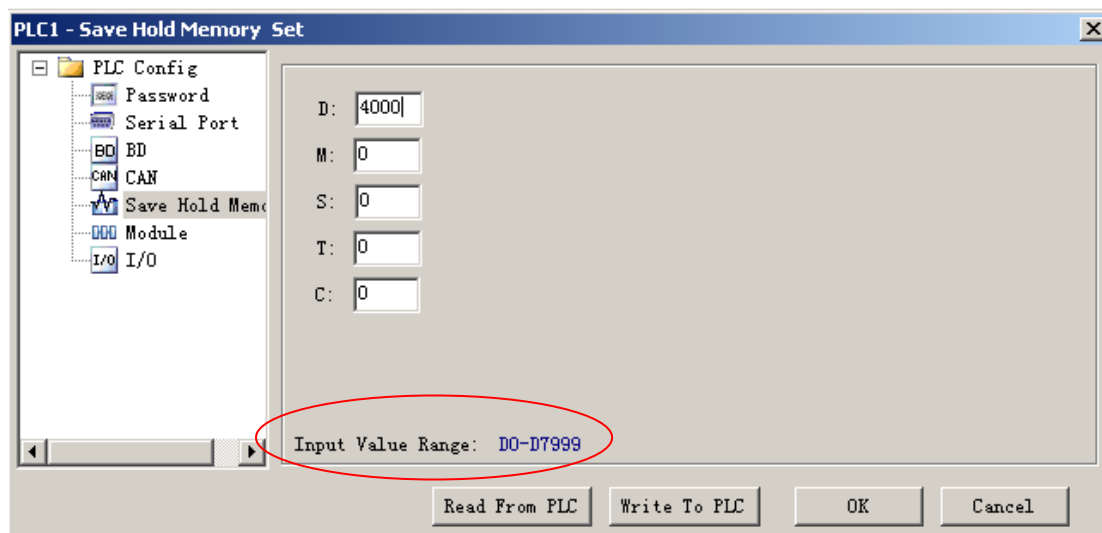 PLC1 - Save Hold Memory Set
PLC Config
Password
Serial Port
BD BD
CAN CAN
Save Hold Memo
Module
I/O I/O
D: 4000
M: 0
S: 0
T: 0
C: 0
Input Value Range: D0-D7999
Read From PLC Write To PLC OK Cancel